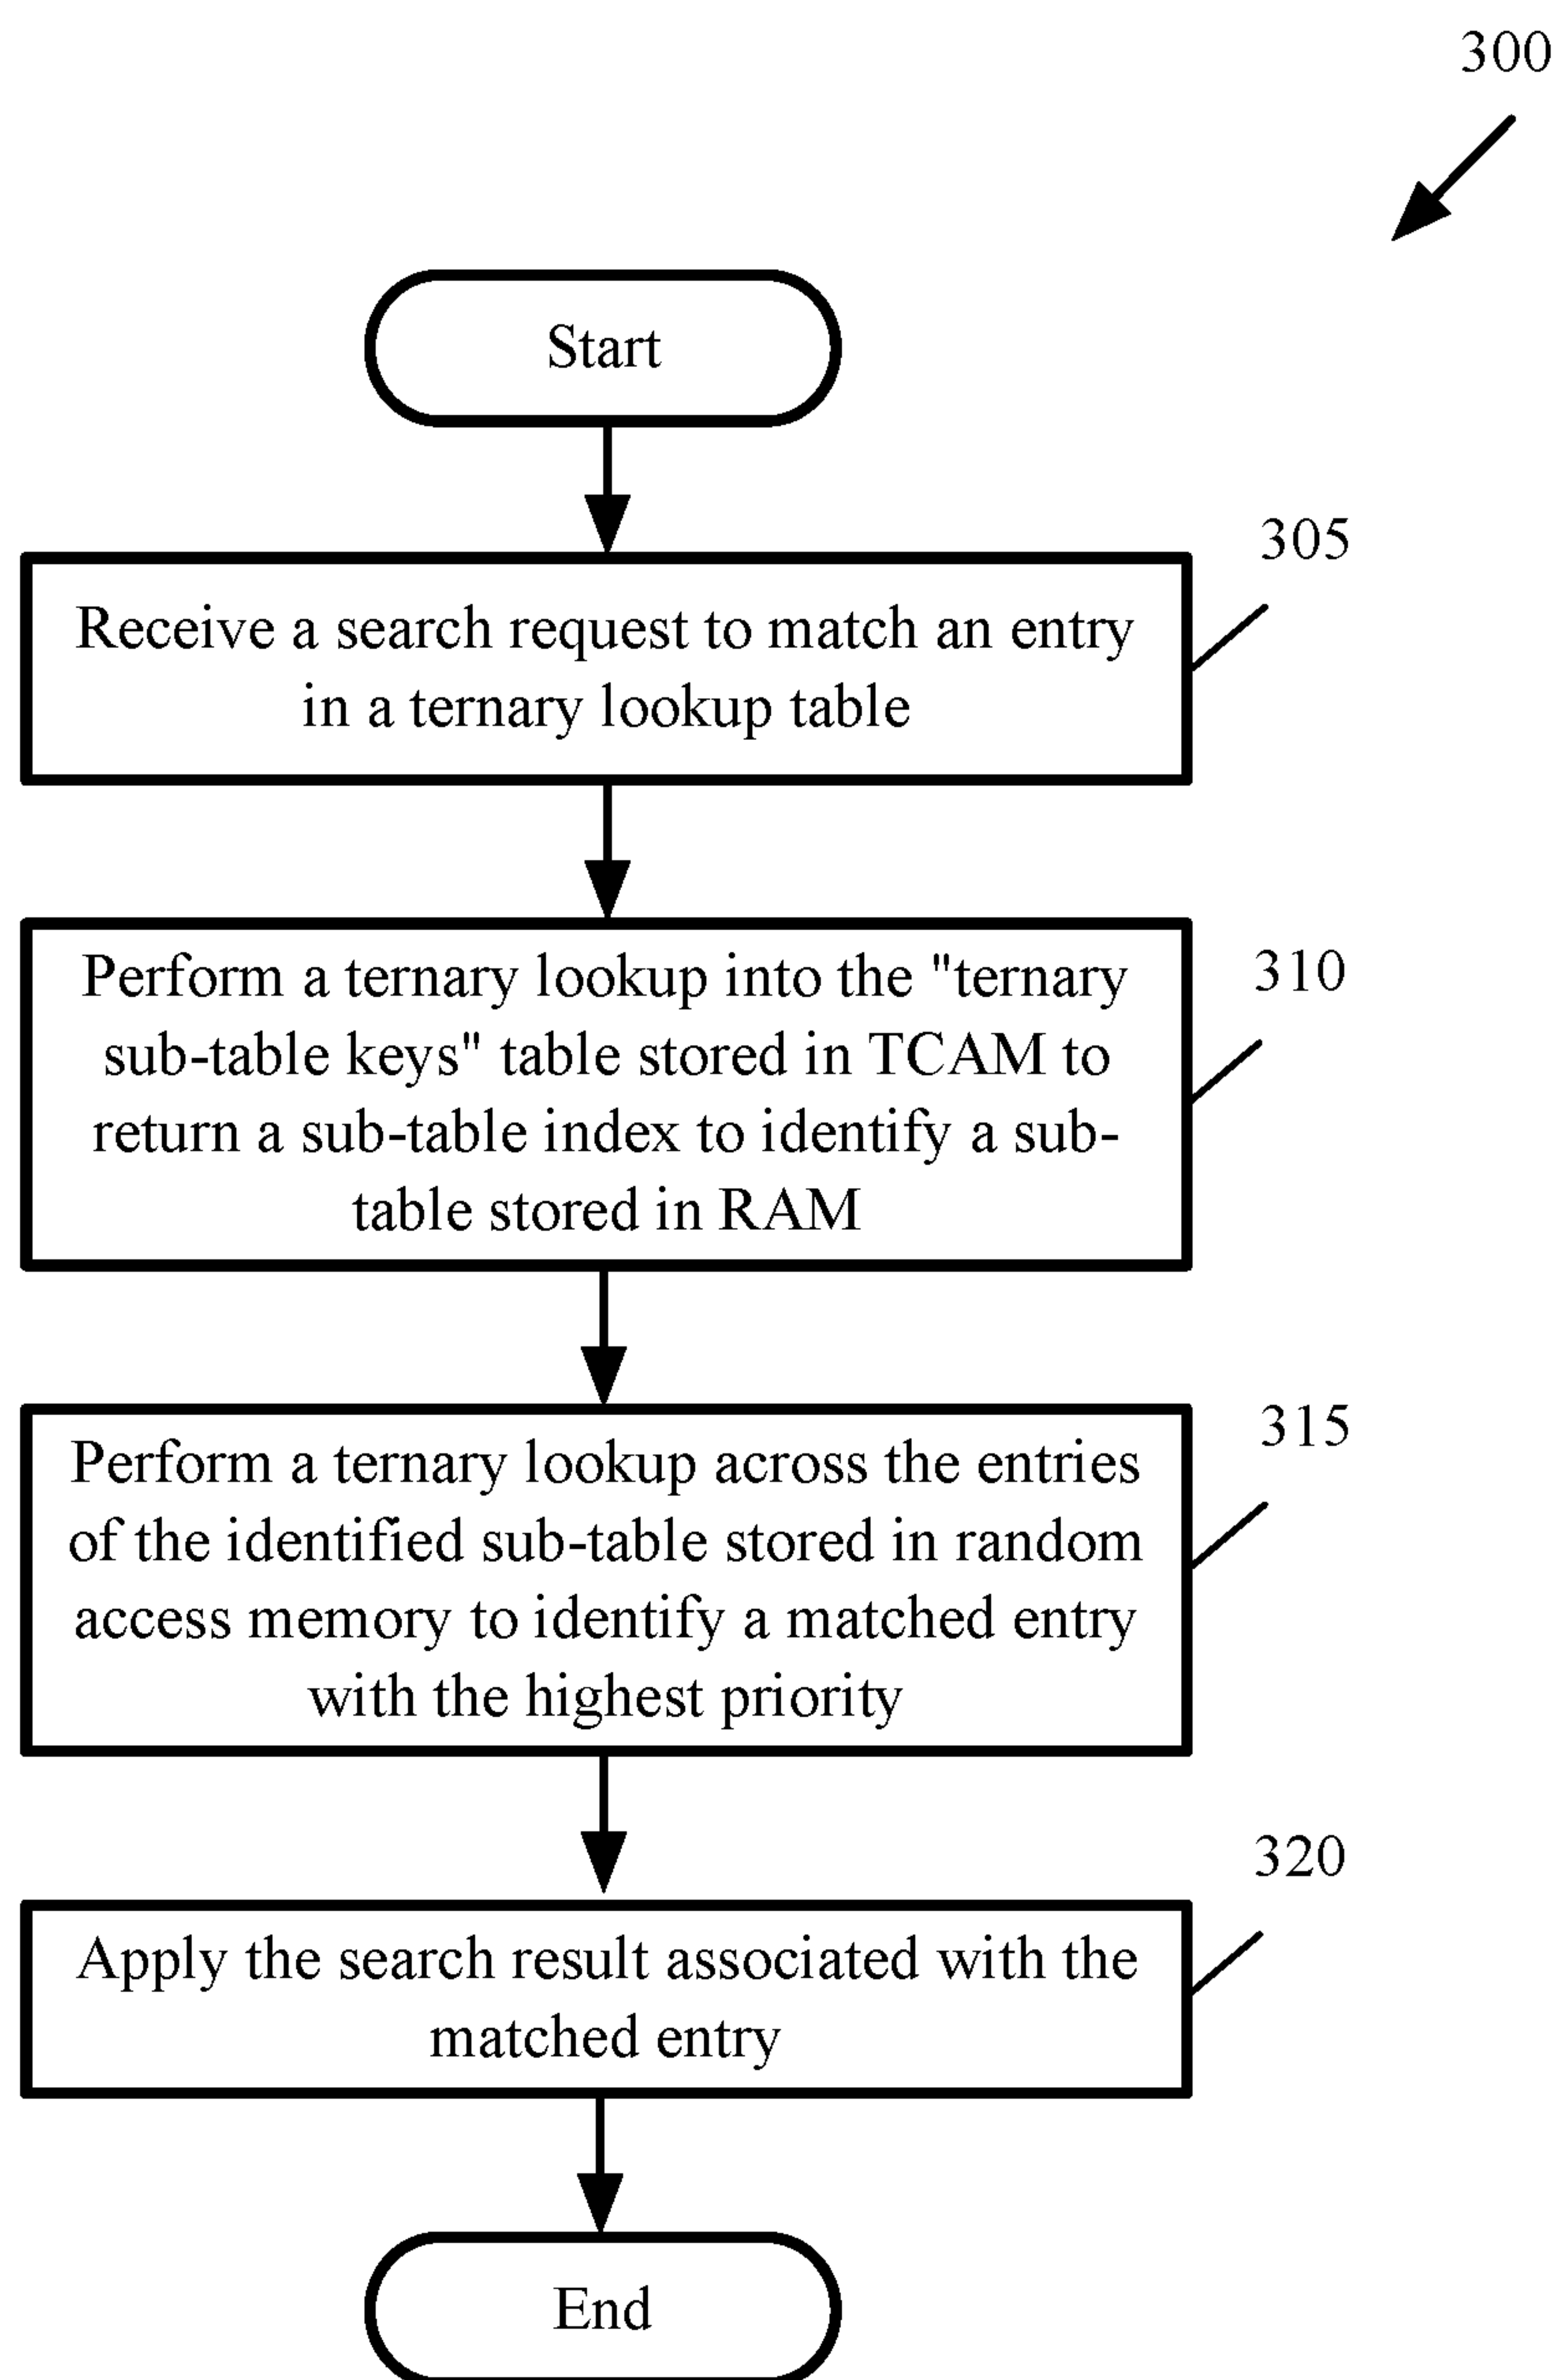 300
Start
305
Receive a search request to match an entry
in a ternary lookup table
310
Perform a ternary lookup into the "ternary
sub-table keys" table stored in TCAM to
return a sub-table index to identify a sub-
table stored in RAM
315
Perform a ternary lookup across the entries
of the identified sub-table stored in random
access memory to identify a matched entry
with the highest priority
320
Apply the search result associated with the
matched entry
End